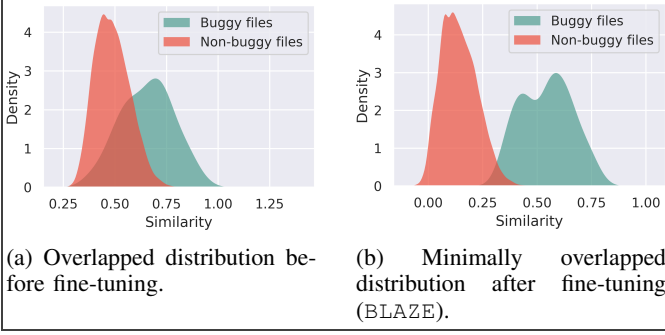 Buggy files
Non-buggy files
4
3
2
1
0
Density
0.25 0.50 0.75 1.00 1.25
Similarity
(a) Overlapped distribution be-
fore fine-tuning.
Buggy files
Non-buggy files
4
3
2
1
0
Density
0.00 0.25 0.50 0.75 1.00
Similarity
(b) Minimally overlapped
distribution after fine-tuning
(BLAZE).